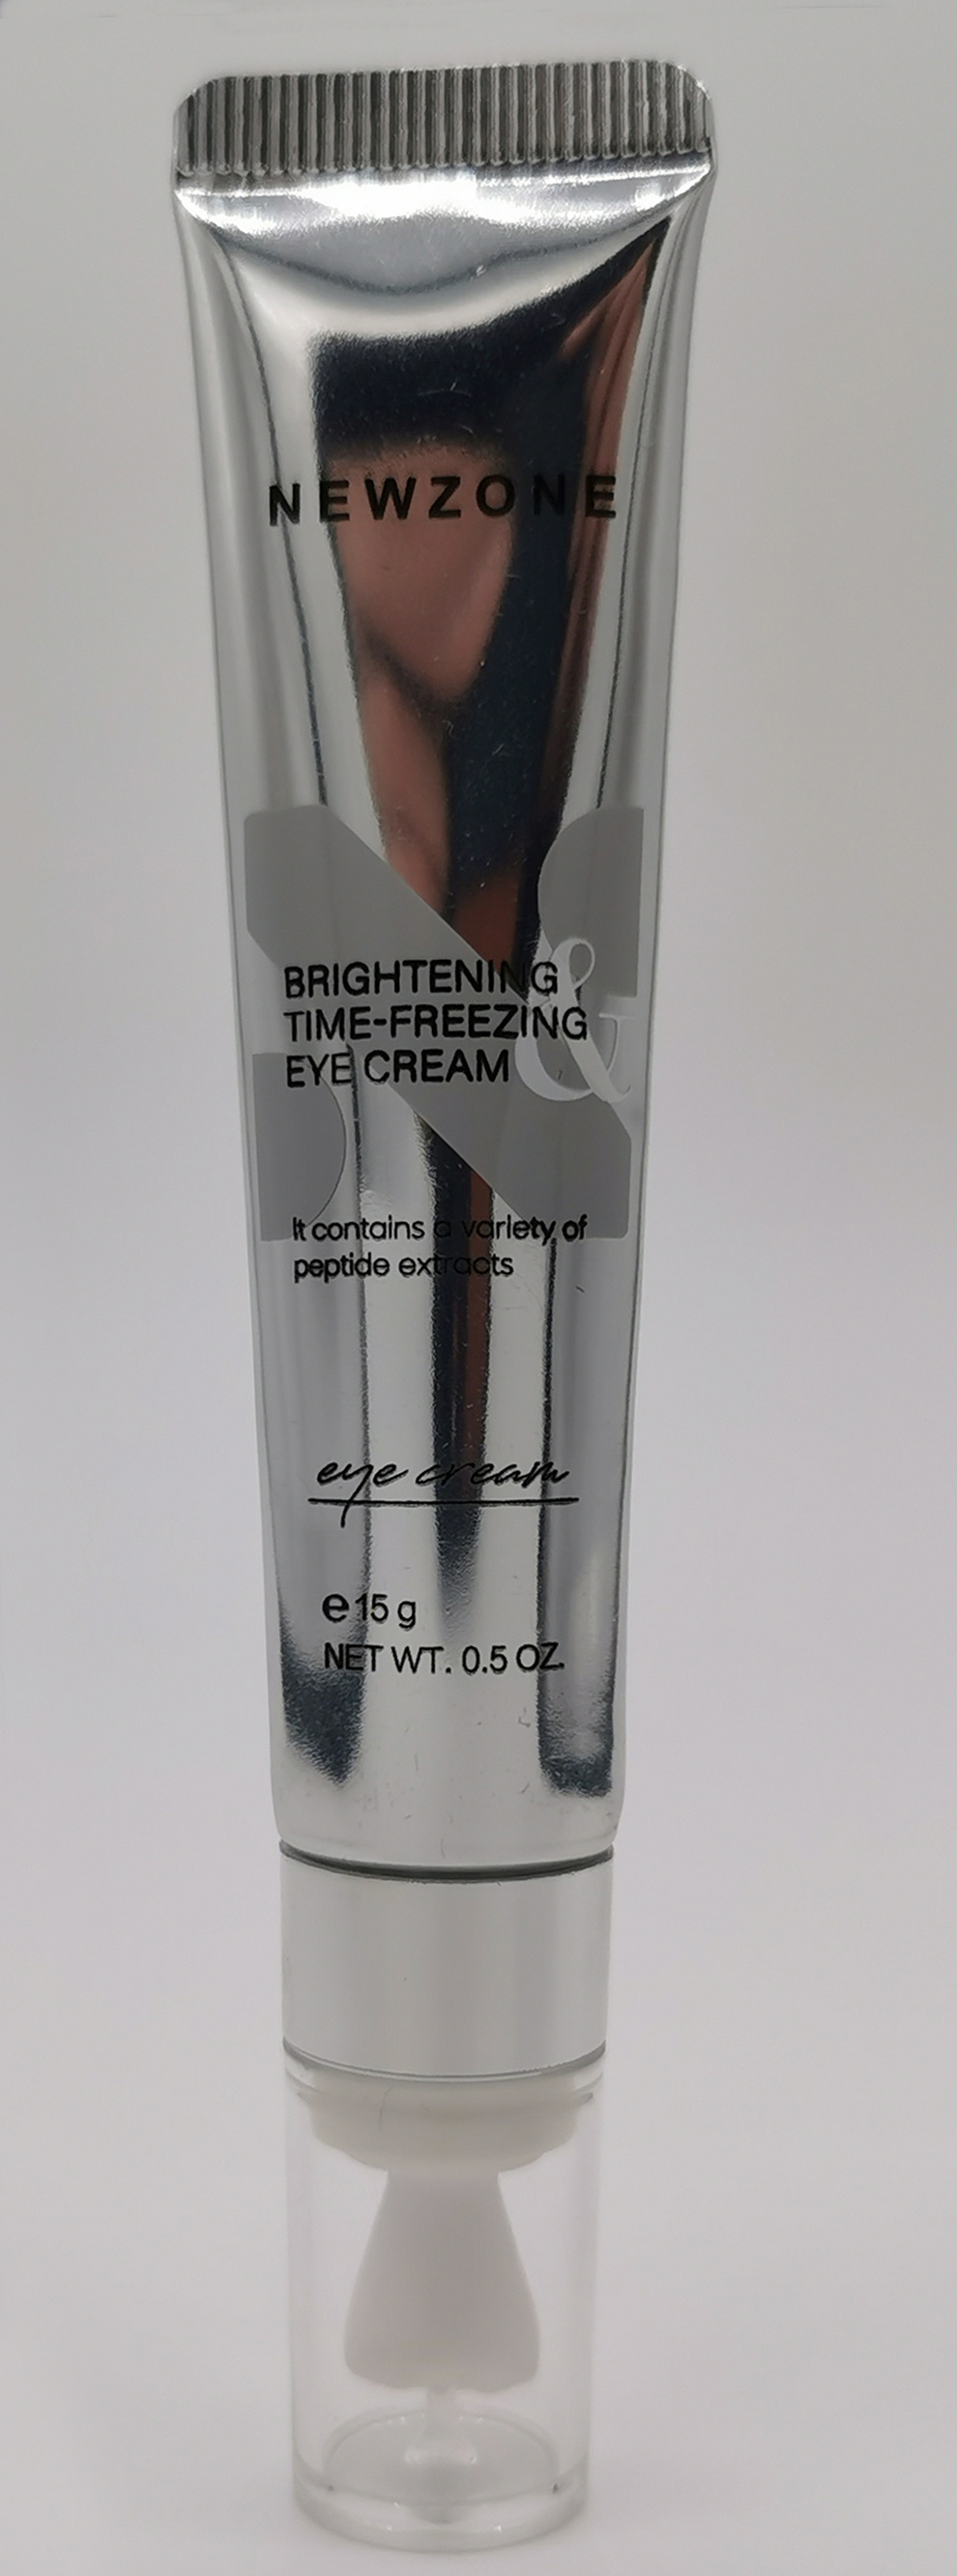 NEWZONE
N
&
BRIGHTENING
TIME-FREEZING
EYE CREAM
It contains a variety of
peptide extracts
eye cream
e15 g
NET WT. 0.5 OZ.